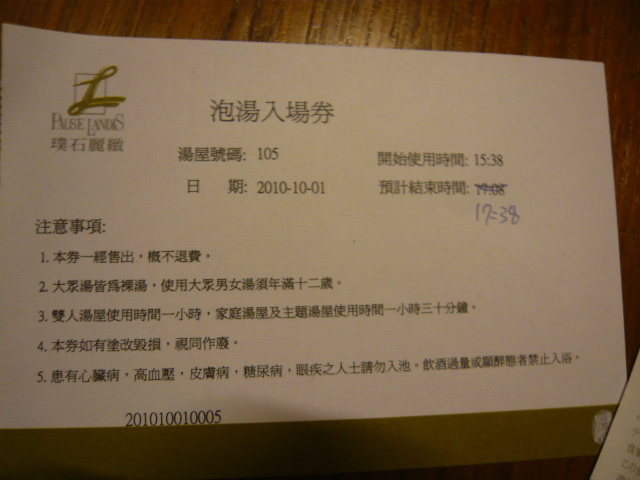 PAUSE LANDIS
璞石麗緻
泡湯入場券
湯屋號碼: 105
開始使用時間: 15:38
日 期: 2010-10-01
預計結束時間: 17:08
17:38
注意事項:
1. 本券一經售出，概不退費。
2. 大眾湯皆為裸湯，使用大眾男女湯須年滿十二歲。
3. 雙人湯屋使用時間一小時，家庭湯屋及主題湯屋使用時間一小時三十分鐘。
4. 本券如有塗改毀損，視同作廢。
5. 患有心臟病，高血壓，皮膚病，糖尿病，眼疾之人士請勿入池。飲酒過量或顯醉態者禁止入浴。
201010010005